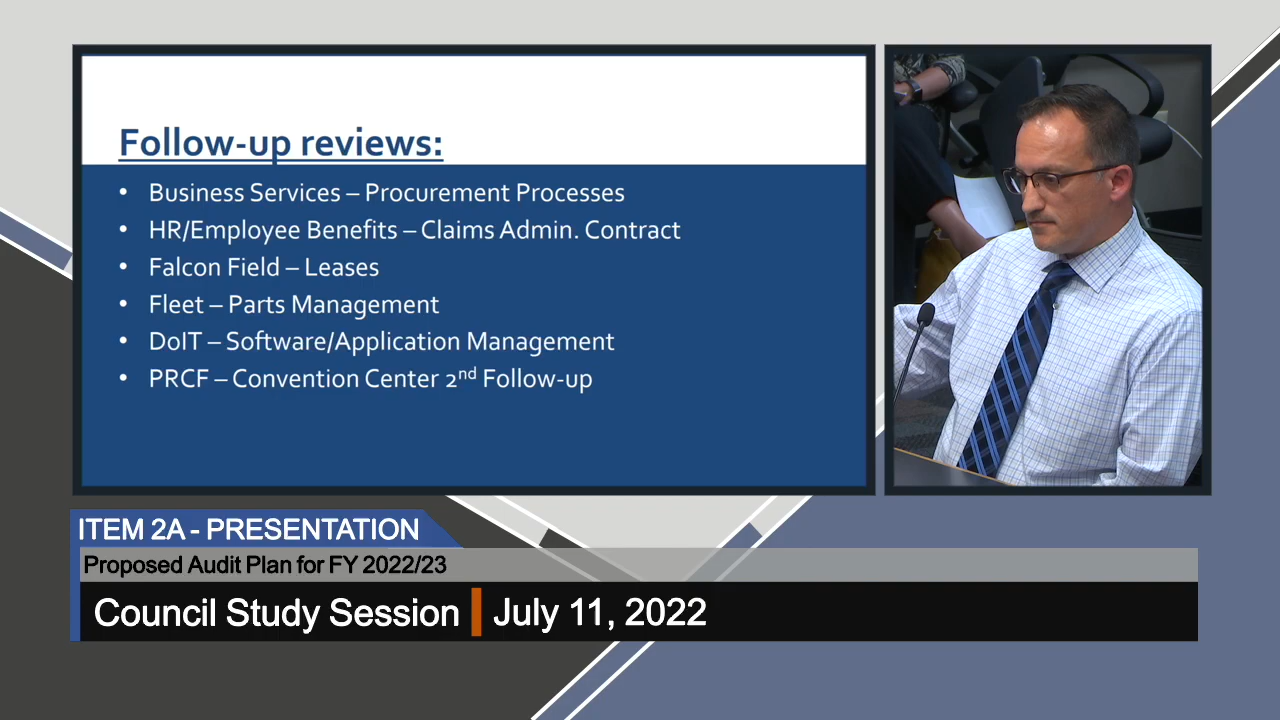 Follow-up reviews:
• Business Services – Procurement Processes
• HR/Employee Benefits – Claims Admin. Contract
• Falcon Field – Leases
• Fleet – Parts Management
• DoIT – Software/Application Management
• PRCF – Convention Center 2nd Follow-up
ITEM 2A - PRESENTATION
Proposed Audit Plan for FY 2022/23
Council Study Session | July 11, 2022